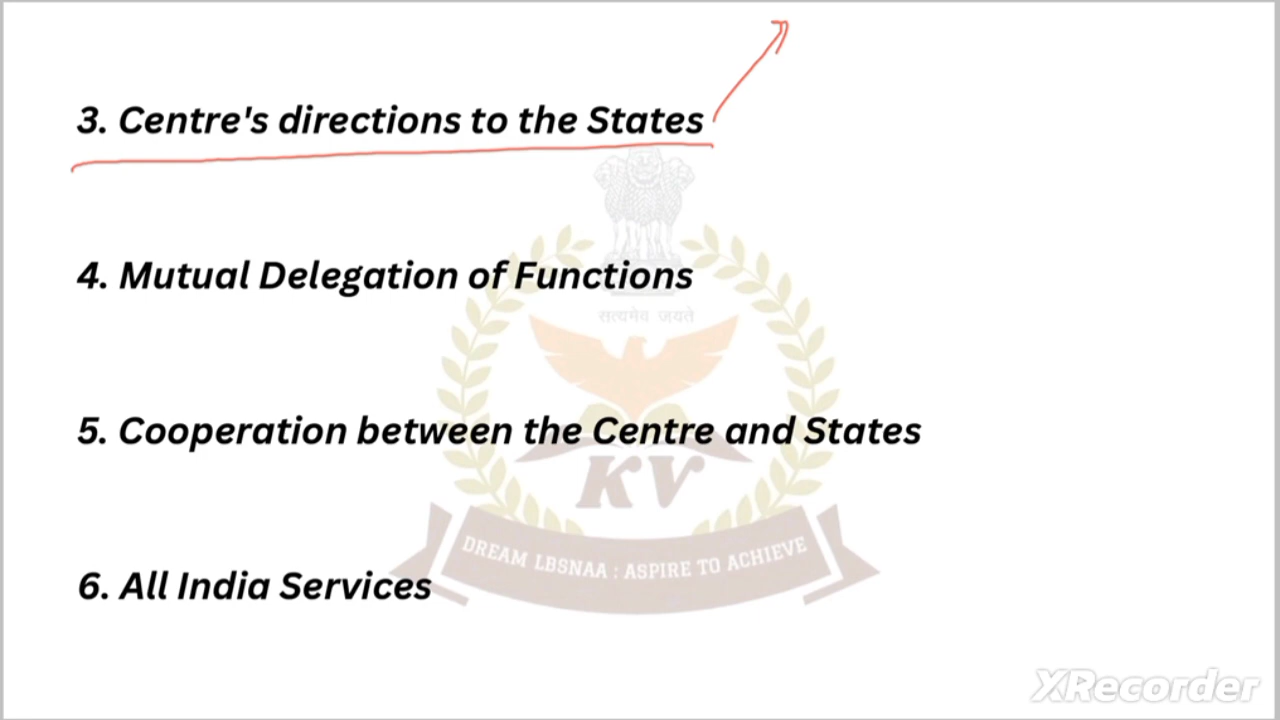 3. Centre's directions to the States
सत्यमेव जयते
4. Mutual Delegation of Functions
5. Cooperation between the Centre and States
KV
DREAM LBSNAA : ASPIRE TO ACHIEVE
6. All India Services
XRecorder